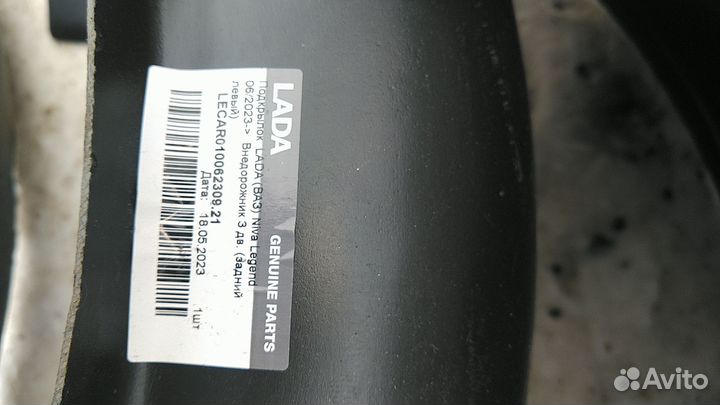 LADA
GENUINE PARTS
Подкрылок LADA (ВАЗ) Niva Legend
06/2023-> Внедорожник 3 дв. (задний
левый)
LECAR010062309.21
Дата: 18.05.2023
1шт
Avito